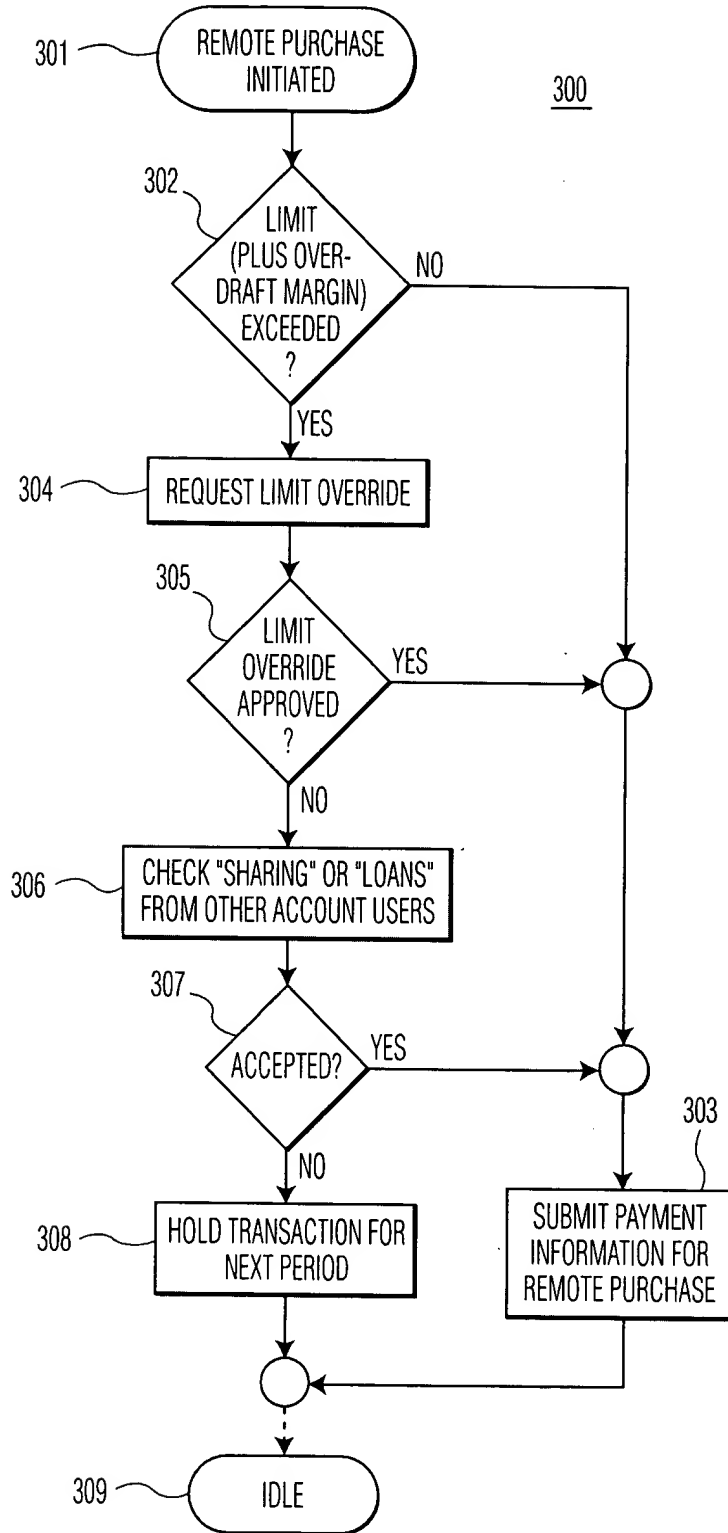 301
REMOTE PURCHASE
INITIATED
300
302
LIMIT
(PLUS OVER-
DRAFT MARGIN)
EXCEEDED
?
NO
YES
304
REQUEST LIMIT OVERRIDE
305
LIMIT
OVERRIDE
APPROVED
?
YES
NO
306
CHECK "SHARING" OR "LOANS"
FROM OTHER ACCOUNT USERS
307
ACCEPTED?
YES
NO
303
308
HOLD TRANSACTION FOR
NEXT PERIOD
SUBMIT PAYMENT
INFORMATION FOR
REMOTE PURCHASE
309
IDLE